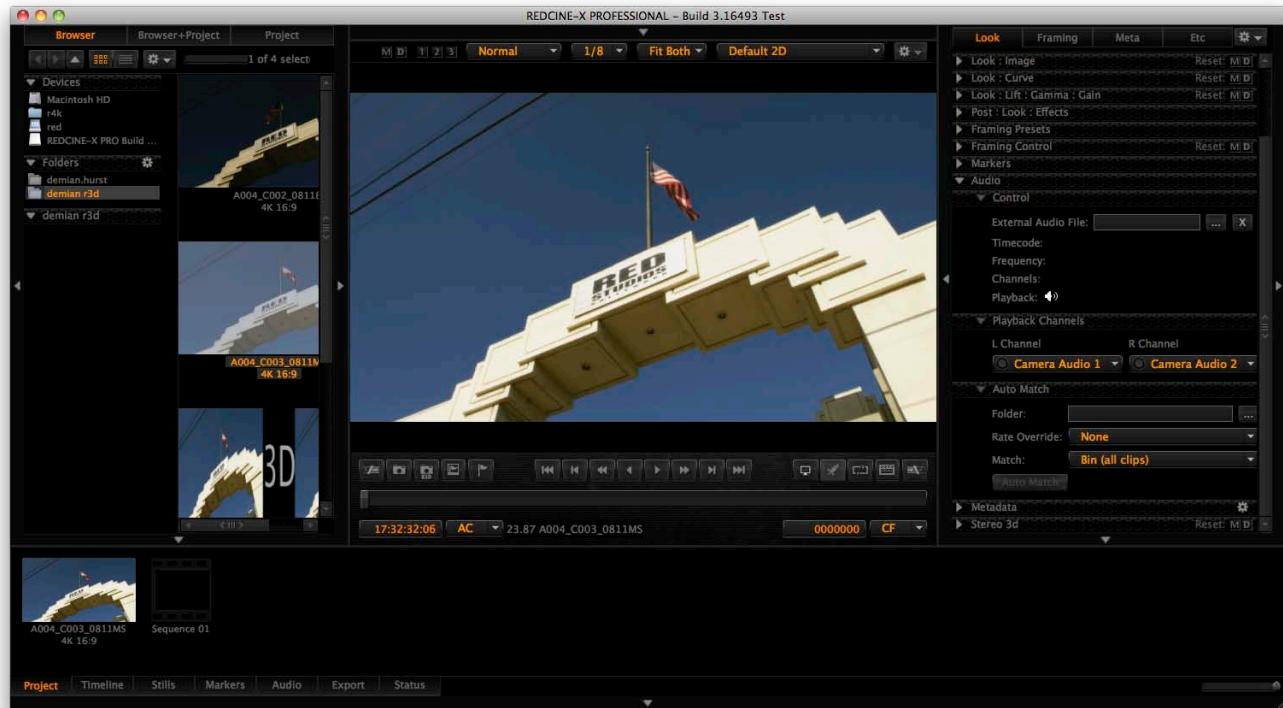 REDCINE-X PROFESSIONAL - Build 3.16493 Test
Browser
Browser+Project
Project
1 of 4 select
Devices
Macintosh HD
r4k
red
REDCINE-X PRO Build ...
Folders
demian.hurst
demian r3d
demian r3d
A004_C002_0811
4K 16:9
A004_C003_0811M
4K 16:9
3D
M D 1 2 3 Normal 1/8 Fit Both Default 2D
RED
STUDIOS
17:32:32:06 AC 23.87 A004_C003_0811MS 0000000 CF
Look Framing Meta Etc
Look : Image Reset: M D
Look : Curve Reset: M D
Look : Lift : Gamma : Gain Reset: M D
Post : Look : Effects
Framing Presets
Framing Control Reset: M D
Markers
Audio
Control
External Audio File: ... X
Timecode:
Frequency:
Channels:
Playback:
Playback Channels
L Channel R Channel
Camera Audio 1 Camera Audio 2
Auto Match
Folder: ...
Rate Override: None
Match: Bin (all clips)
Auto Match
Metadata
Stereo 3d Reset: M D
A004_C003_0811MS
4K 16:9
Sequence 01
Project Timeline Stills Markers Audio Export Status